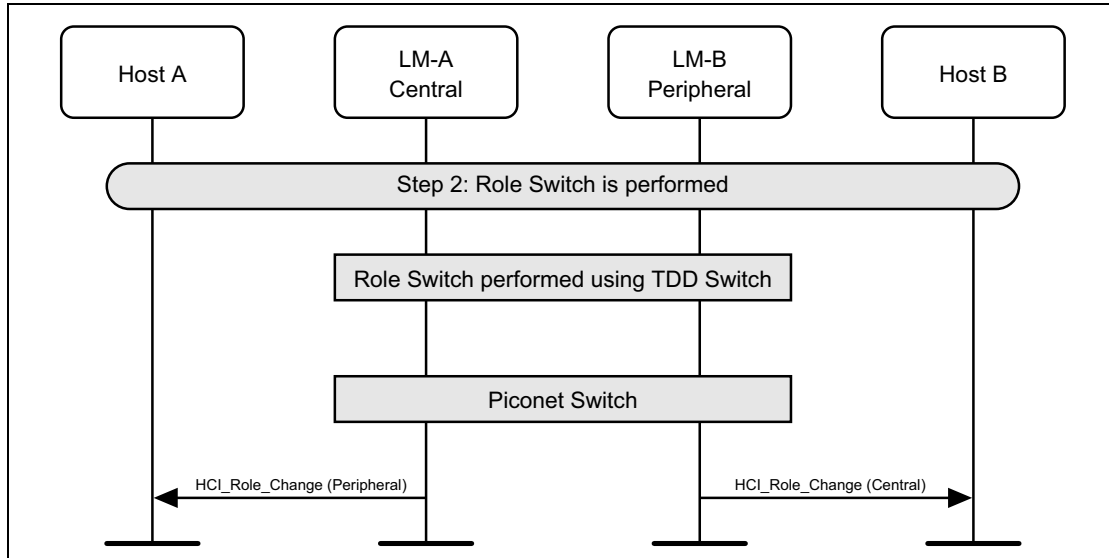 Host A
LM-A
Central
LM-B
Peripheral
Host B
Step 2: Role Switch is performed
Role Switch performed using TDD Switch
Piconet Switch
HCI_Role_Change (Peripheral)
HCI_Role_Change (Central)